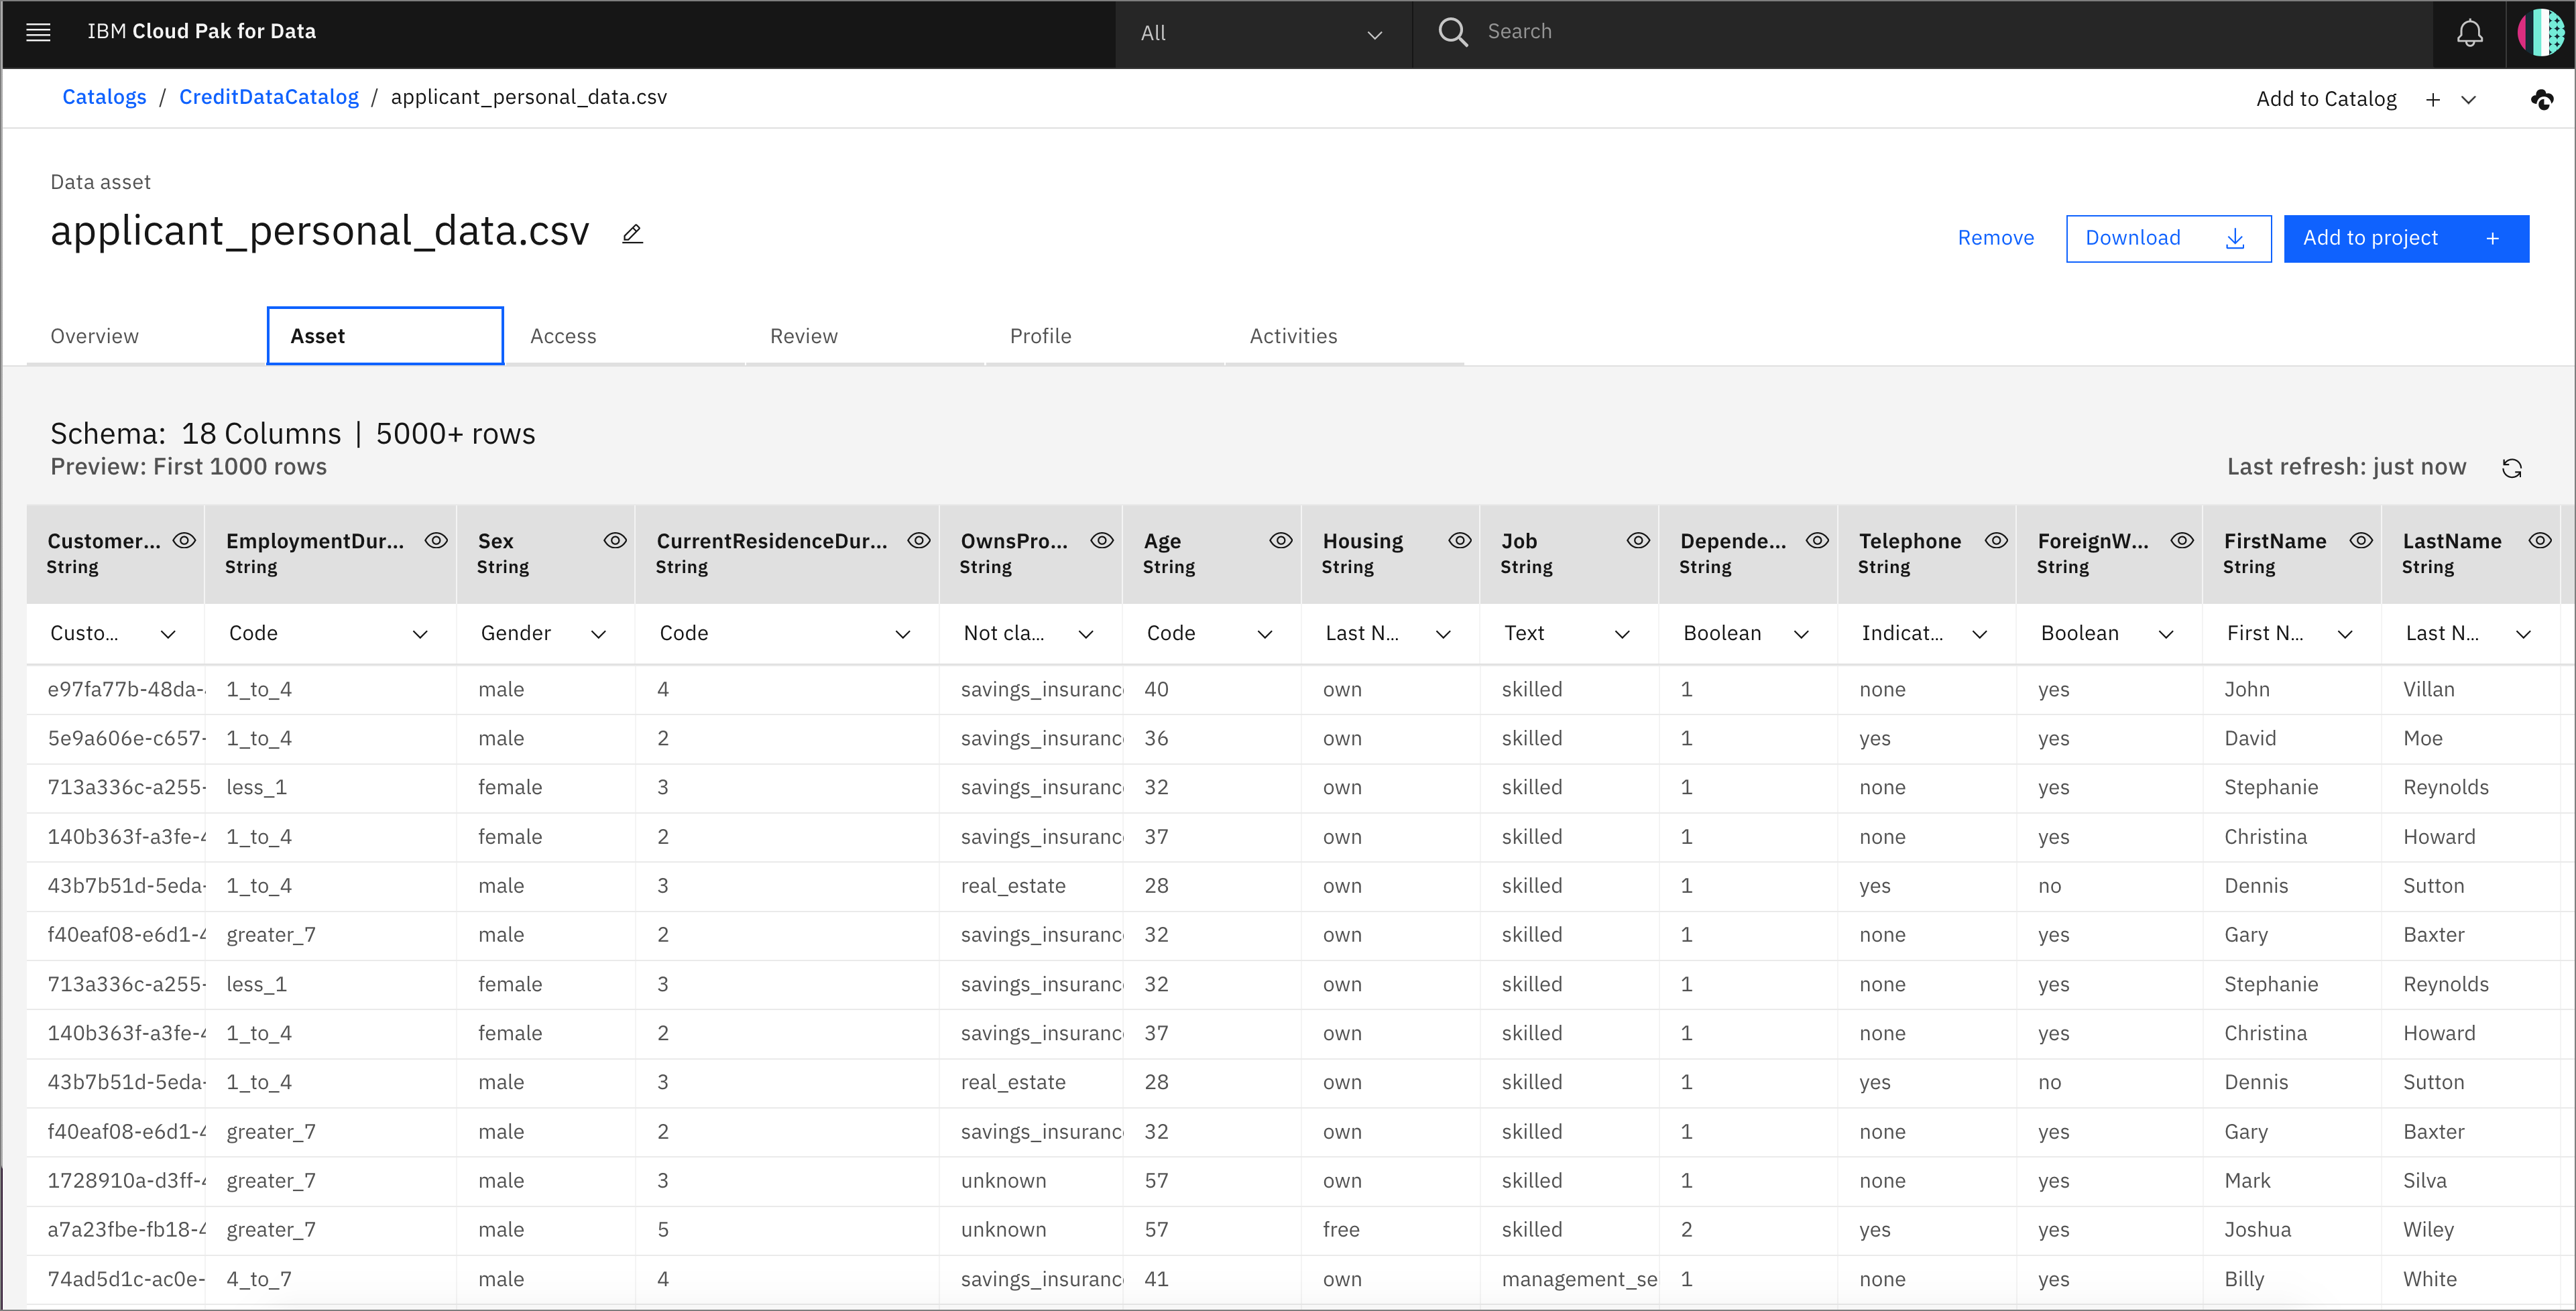 IBM Cloud Pak for Data All Search
Catalogs / CreditDataCatalog / applicant_personal_data.csv Add to Catalog +
Data asset
applicant_personal_data.csv
Remove Download Add to project +
Overview Asset Access Review Profile Activities
Schema: 18 Columns | 5000+ rows
Preview: First 1000 rows Last refresh: just now
Customer... EmploymentDur... Sex CurrentResidenceDur... OwnsPro... Age Housing Job Depende... Telephone ForeignW... FirstName LastName
String String String String String String String String String String String String String
Custo... Code Gender Code Not cla... Code Last N... Text Boolean Indicat... Boolean First N... Last N...
e97fa77b-48da- 1_to_4 male 4 savings_insuranc 40 own skilled 1 none yes John Villan
5e9a606e-c657- 1_to_4 male 2 savings_insuranc 36 own skilled 1 yes yes David Moe
713a336c-a255- less_1 female 3 savings_insuranc 32 own skilled 1 none yes Stephanie Reynolds
140b363f-a3fe-4 1_to_4 female 2 savings_insuranc 37 own skilled 1 none yes Christina Howard
43b7b51d-5eda- 1_to_4 male 3 real_estate 28 own skilled 1 yes no Dennis Sutton
f40eaf08-e6d1-4 greater_7 male 2 savings_insuranc 32 own skilled 1 none yes Gary Baxter
713a336c-a255- less_1 female 3 savings_insuranc 32 own skilled 1 none yes Stephanie Reynolds
140b363f-a3fe-4 1_to_4 female 2 savings_insuranc 37 own skilled 1 none yes Christina Howard
43b7b51d-5eda- 1_to_4 male 3 real_estate 28 own skilled 1 yes no Dennis Sutton
f40eaf08-e6d1-4 greater_7 male 2 savings_insuranc 32 own skilled 1 none yes Gary Baxter
1728910a-d3ff-4 greater_7 male 3 unknown 57 own skilled 1 none yes Mark Silva
a7a23fbe-fb18-4 greater_7 male 5 unknown 57 free skilled 2 yes yes Joshua Wiley
74ad5d1c-ac0e- 4_to_7 male 4 savings_insuranc 41 own management_se 1 none yes Billy White